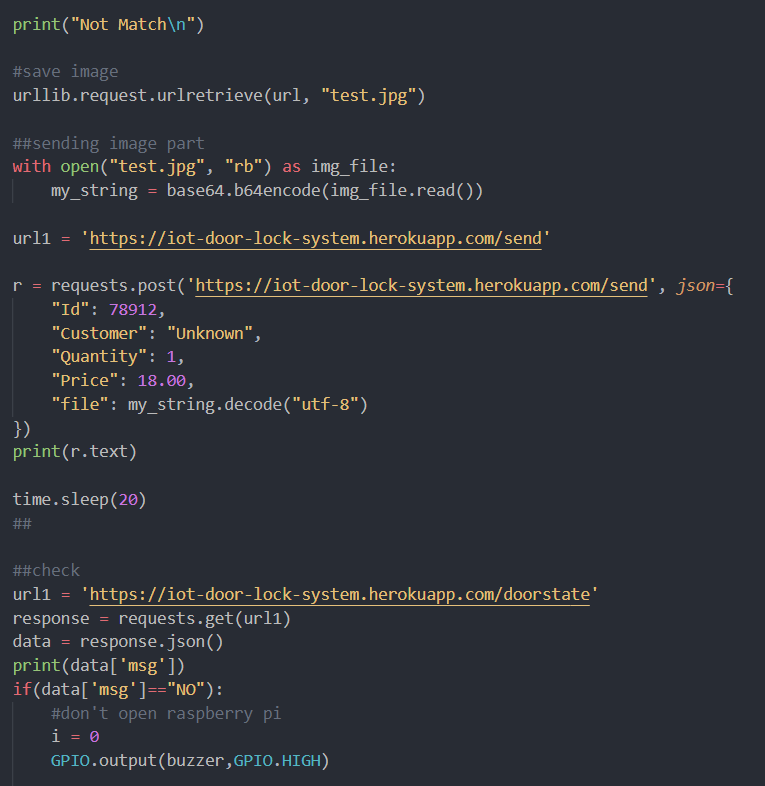 print("Not Match\n")
#save image
urllib.request.urlretrieve(url, "test.jpg")
##sending image part
with open("test.jpg", "rb") as img_file:
    my_string = base64.b64encode(img_file.read())
url1 = 'https://iot-door-lock-system.herokuapp.com/send'
r = requests.post('https://iot-door-lock-system.herokuapp.com/send', json={
    "Id": 78912,
    "Customer": "Unknown",
    "Quantity": 1,
    "Price": 18.00,
    "file": my_string.decode("utf-8")
})
print(r.text)
time.sleep(20)
##
##check
url1 = 'https://iot-door-lock-system.herokuapp.com/doorstate'
response = requests.get(url1)
data = response.json()
print(data['msg'])
if(data['msg']=="NO"):
    #don't open raspberry pi
    i = 0
    GPIO.output(buzzer,GPIO.HIGH)